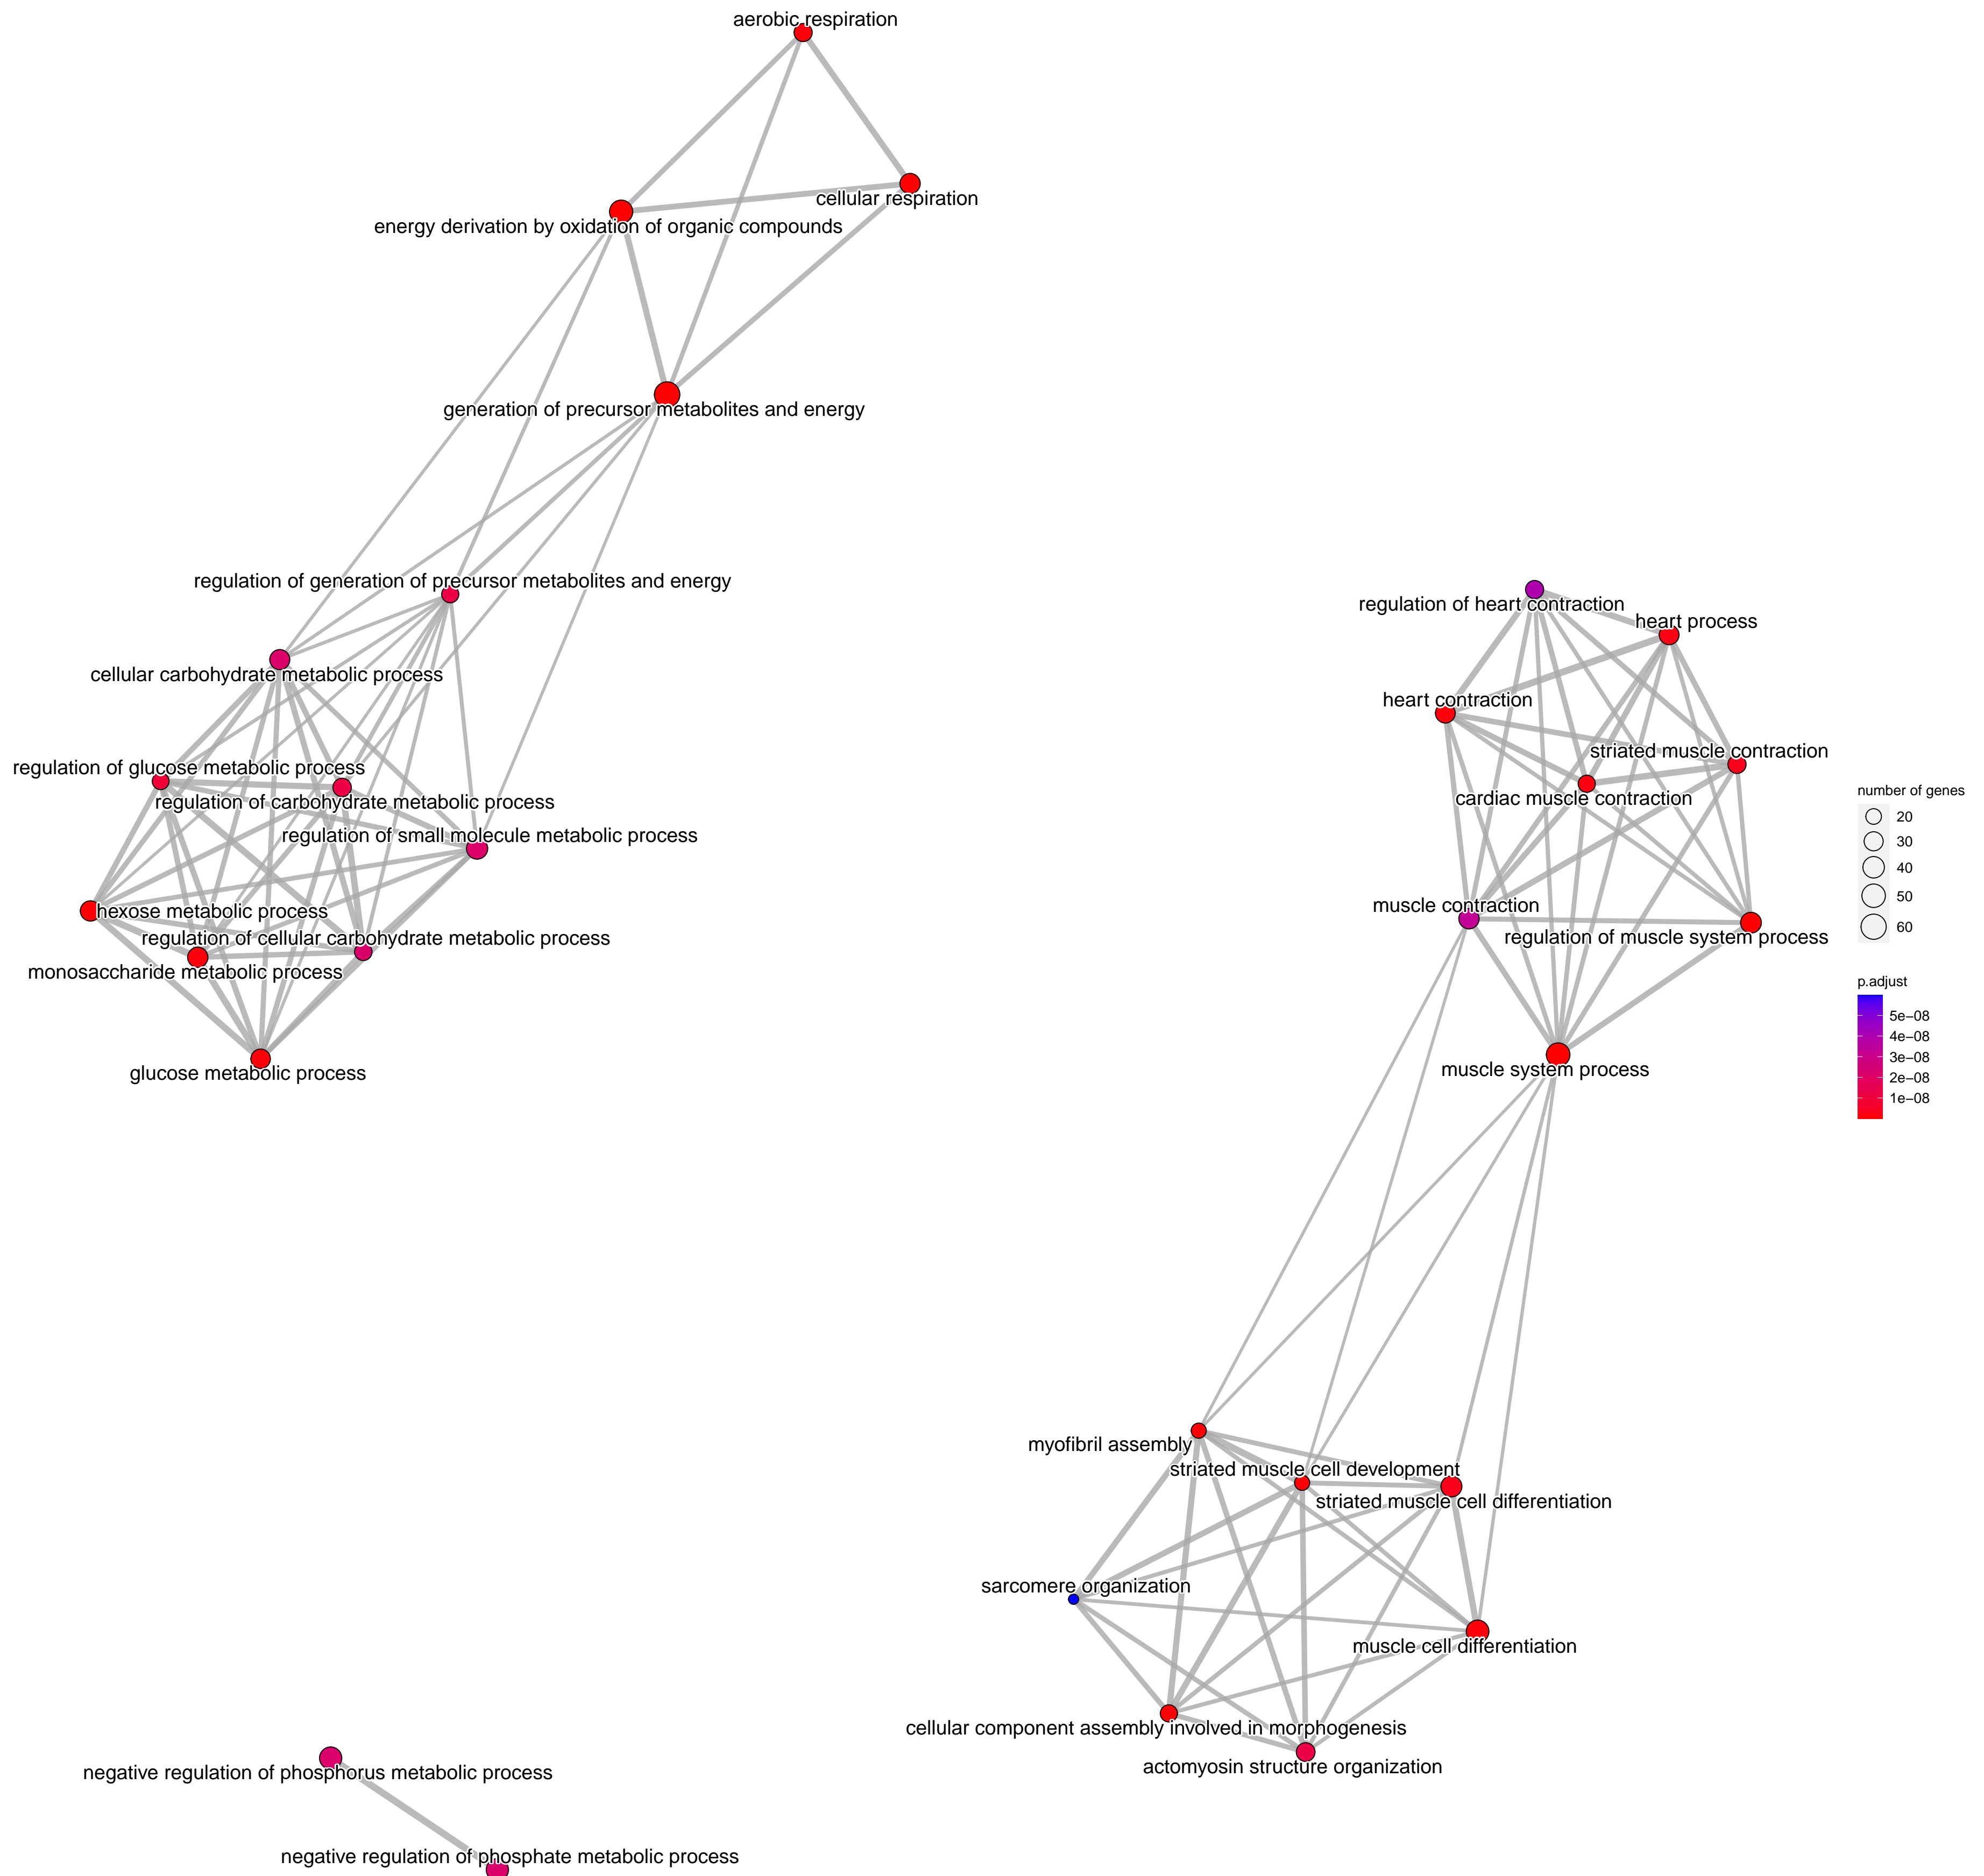 aerobic respiration
cellular respiration
energy derivation by oxidation of organic compounds
generation of precursor metabolites and energy
regulation of generation of precursor metabolites and energy
cellular carbohydrate metabolic process
regulation of glucose metabolic process
regulation of carbohydrate metabolic process
regulation of small molecule metabolic process
hexose metabolic process
regulation of cellular carbohydrate metabolic process
monosaccharide metabolic process
glucose metabolic process
regulation of heart contraction
heart process
heart contraction
striated muscle contraction
cardiac muscle contraction
muscle contraction
regulation of muscle system process
muscle system process
myofibril assembly
striated muscle cell development
striated muscle cell differentiation
sarcomere organization
muscle cell differentiation
cellular component assembly involved in morphogenesis
actomyosin structure organization
negative regulation of phosphorus metabolic process
negative regulation of phosphate metabolic process
number of genes
20
30
40
50
60
p.adjust
5e−08
4e−08
3e−08
2e−08
1e−08